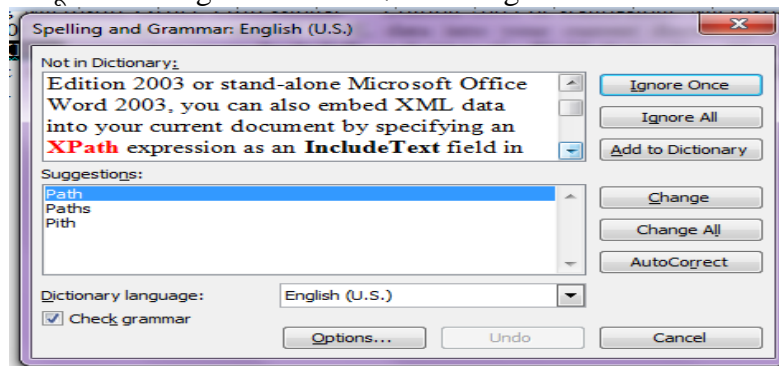 Spelling and Grammar: English (U.S.)
Not in Dictionary:
Edition 2003 or stand-alone Microsoft Office
Word 2003, you can also embed XML data
into your current document by specifying an
XPath expression as an IncludeText field in
Ignore Once
Ignore All
Add to Dictionary
Suggestions:
Path
Paths
Pith
Change
Change All
AutoCorrect
Dictionary language:
English (U.S.)
Check grammar
Options...
Undo
Cancel